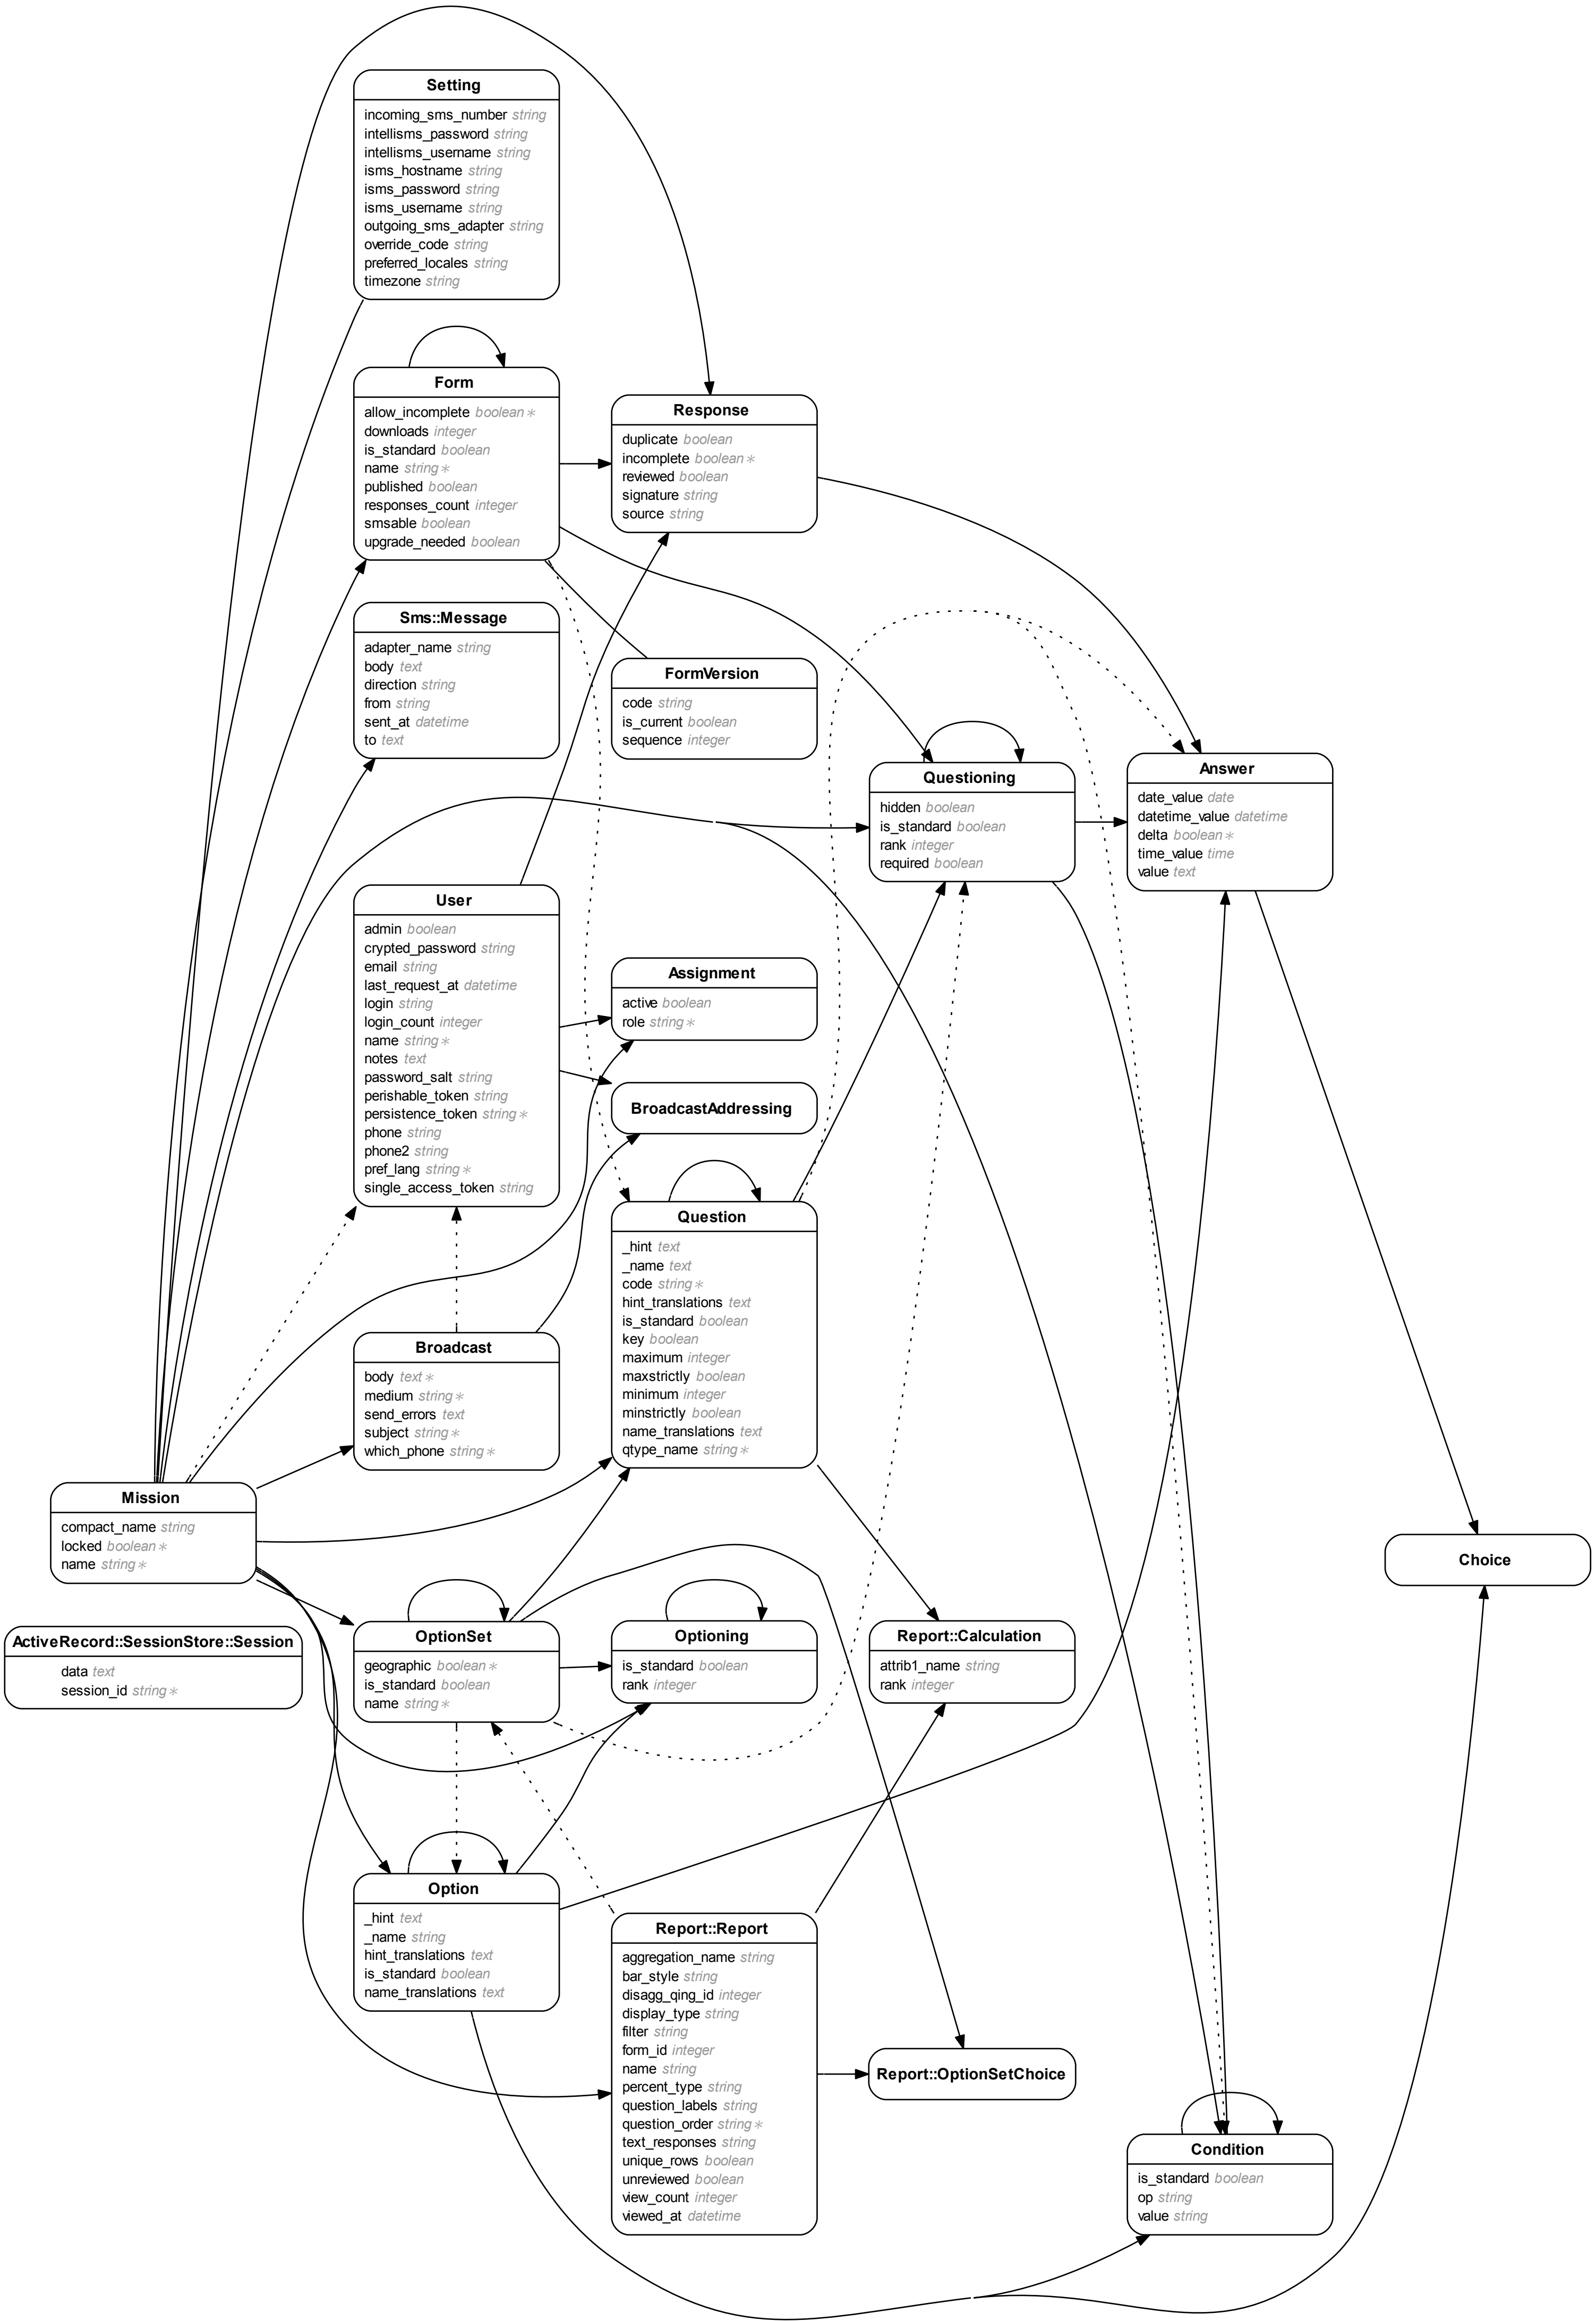 Setting
incoming_sms_number string
intellisms_password string
intellisms_username string
isms_hostname string
isms_password string
isms_username string
outgoing_sms_adapter string
override_code string
preferred_locales string
timezone string
Form
allow_incomplete boolean ∗
downloads integer
is_standard boolean
name string ∗
published boolean
responses_count integer
smsable boolean
upgrade_needed boolean
Response
duplicate boolean
incomplete boolean ∗
reviewed boolean
signature string
source string
Sms::Message
adapter_name string
body text
direction string
from string
sent_at datetime
to text
FormVersion
code string
is_current boolean
sequence integer
Questioning
hidden boolean
is_standard boolean
rank integer
required boolean
Answer
date_value date
datetime_value datetime
delta boolean ∗
time_value time
value text
User
admin boolean
crypted_password string
email string
last_request_at datetime
login string
login_count integer
name string ∗
notes text
password_salt string
perishable_token string
persistence_token string ∗
phone string
phone2 string
pref_lang string ∗
single_access_token string
Assignment
active boolean
role string ∗
BroadcastAddressing
Question
_hint text
_name text
code string ∗
hint_translations text
is_standard boolean
key boolean
maximum integer
maxstrictly boolean
minimum integer
minstrictly boolean
name_translations text
qtype_name string ∗
Broadcast
body text ∗
medium string ∗
send_errors text
subject string ∗
which_phone string ∗
Mission
compact_name string
locked boolean ∗
name string ∗
Choice
ActiveRecord::SessionStore::Session
data text
session_id string ∗
OptionSet
geographic boolean ∗
is_standard boolean
name string ∗
Optioning
is_standard boolean
rank integer
Report::Calculation
attrib1_name string
rank integer
Option
_hint text
_name string
hint_translations text
is_standard boolean
name_translations text
Report::Report
aggregation_name string
bar_style string
disagg_qing_id integer
display_type string
filter string
form_id integer
name string
percent_type string
question_labels string
question_order string ∗
text_responses string
unique_rows boolean
unreviewed boolean
view_count integer
viewed_at datetime
Report::OptionSetChoice
Condition
is_standard boolean
op string
value string